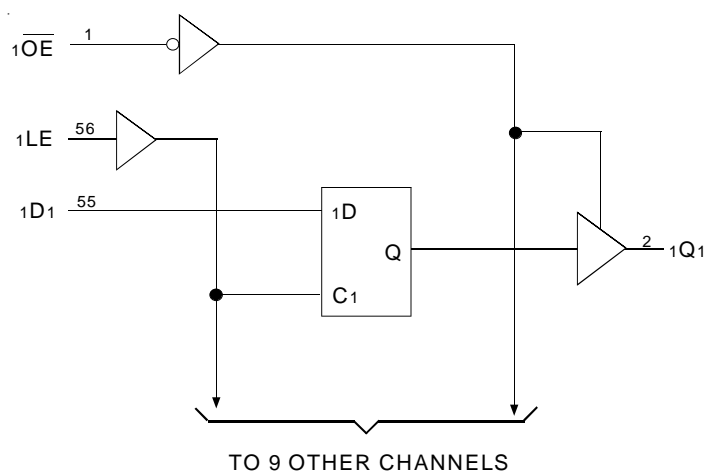 1OE 1
1LE 56
1D1 55
1D
Q 2 1Q1
C1
TO 9 OTHER CHANNELS